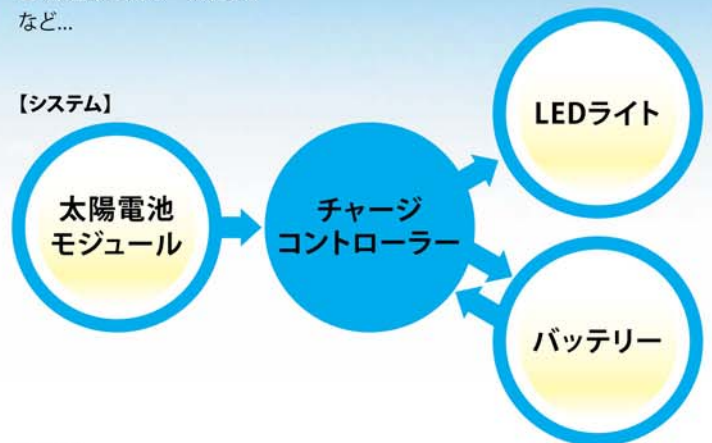 など...
【システム】
太陽電池
モジュール
チャージ
コントローラー
LEDライト
バッテリー